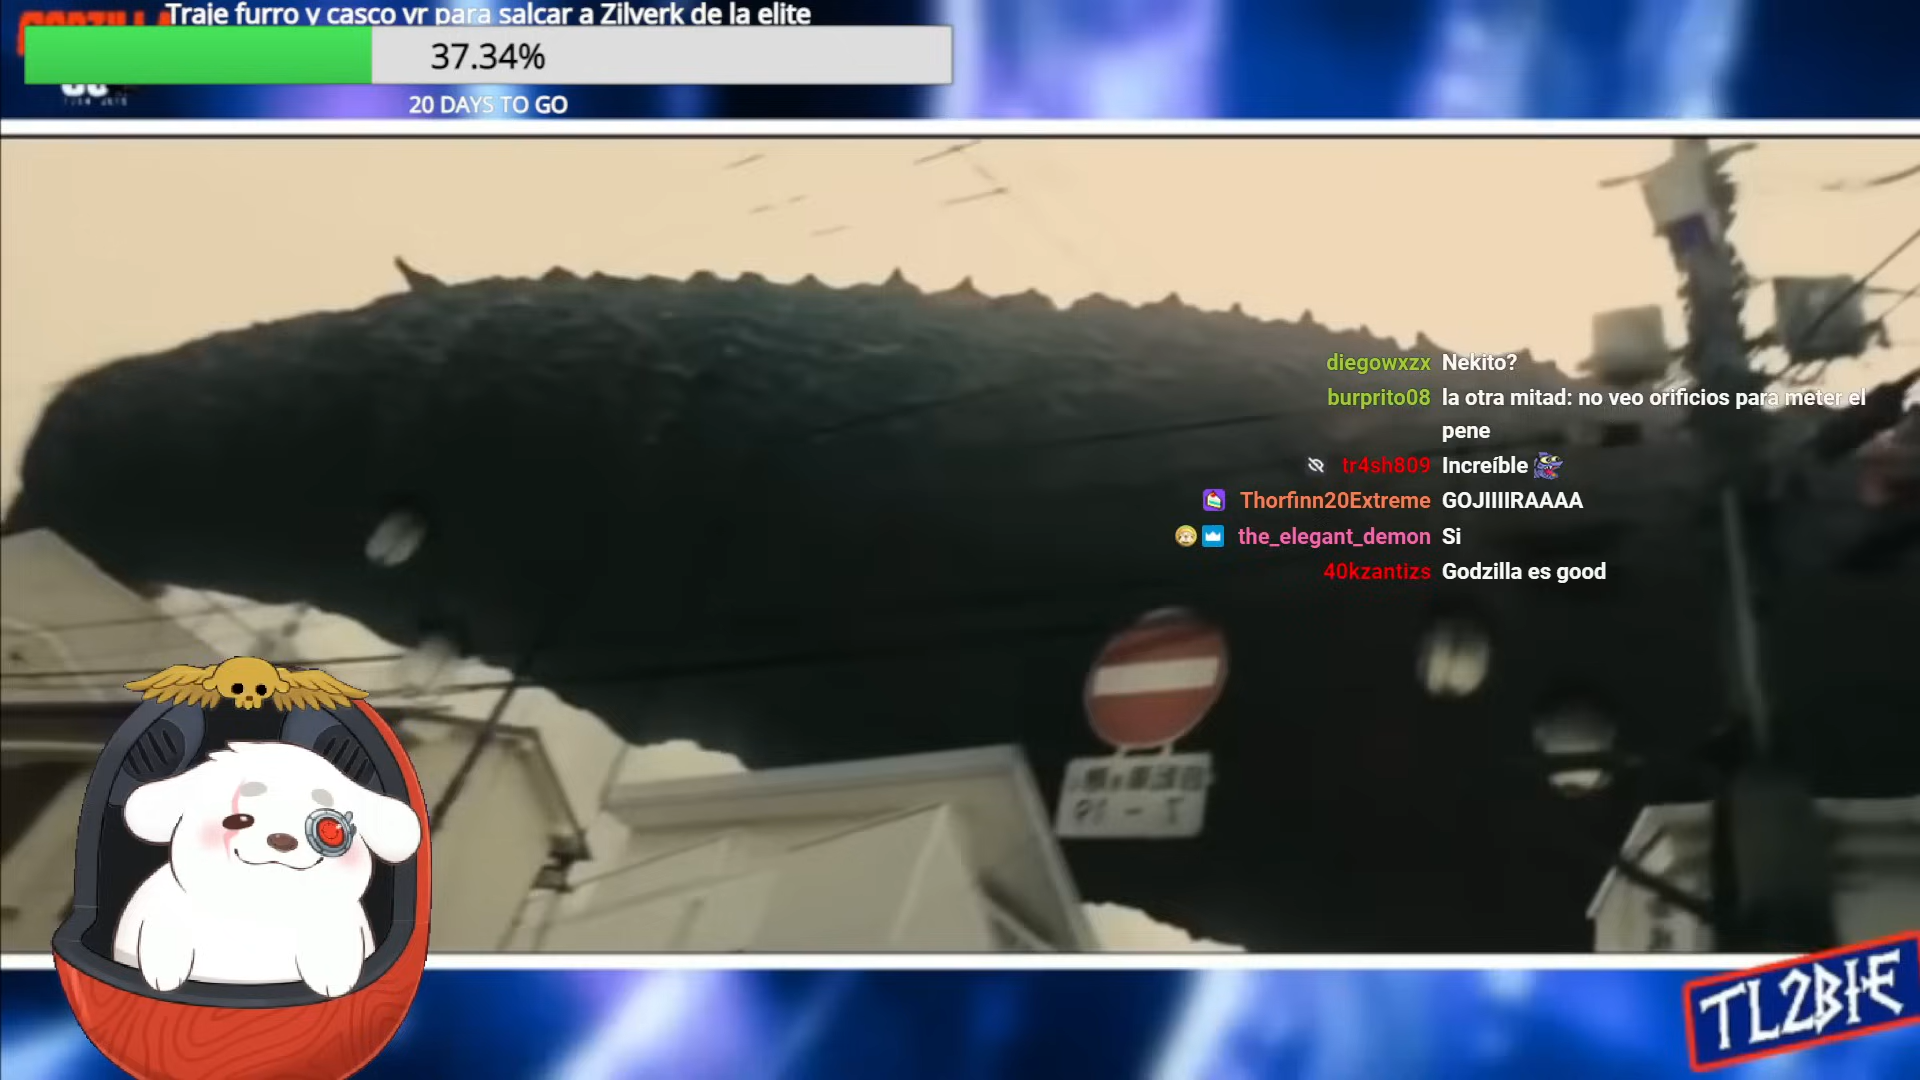 GODZILLA
Traje furro y casco vr para salcar a Zilverk de la elite
37.34%
20 DAYS TO GO
diegowxzx Nekito?
burprito08 la otra mitad: no veo orificios para meter el
pene
tr4sh809 Increíble
Thorfinn20Extreme GOJIIIIRAAAA
the_elegant_demon Si
40kzantizs Godzilla es good
TL2BIE